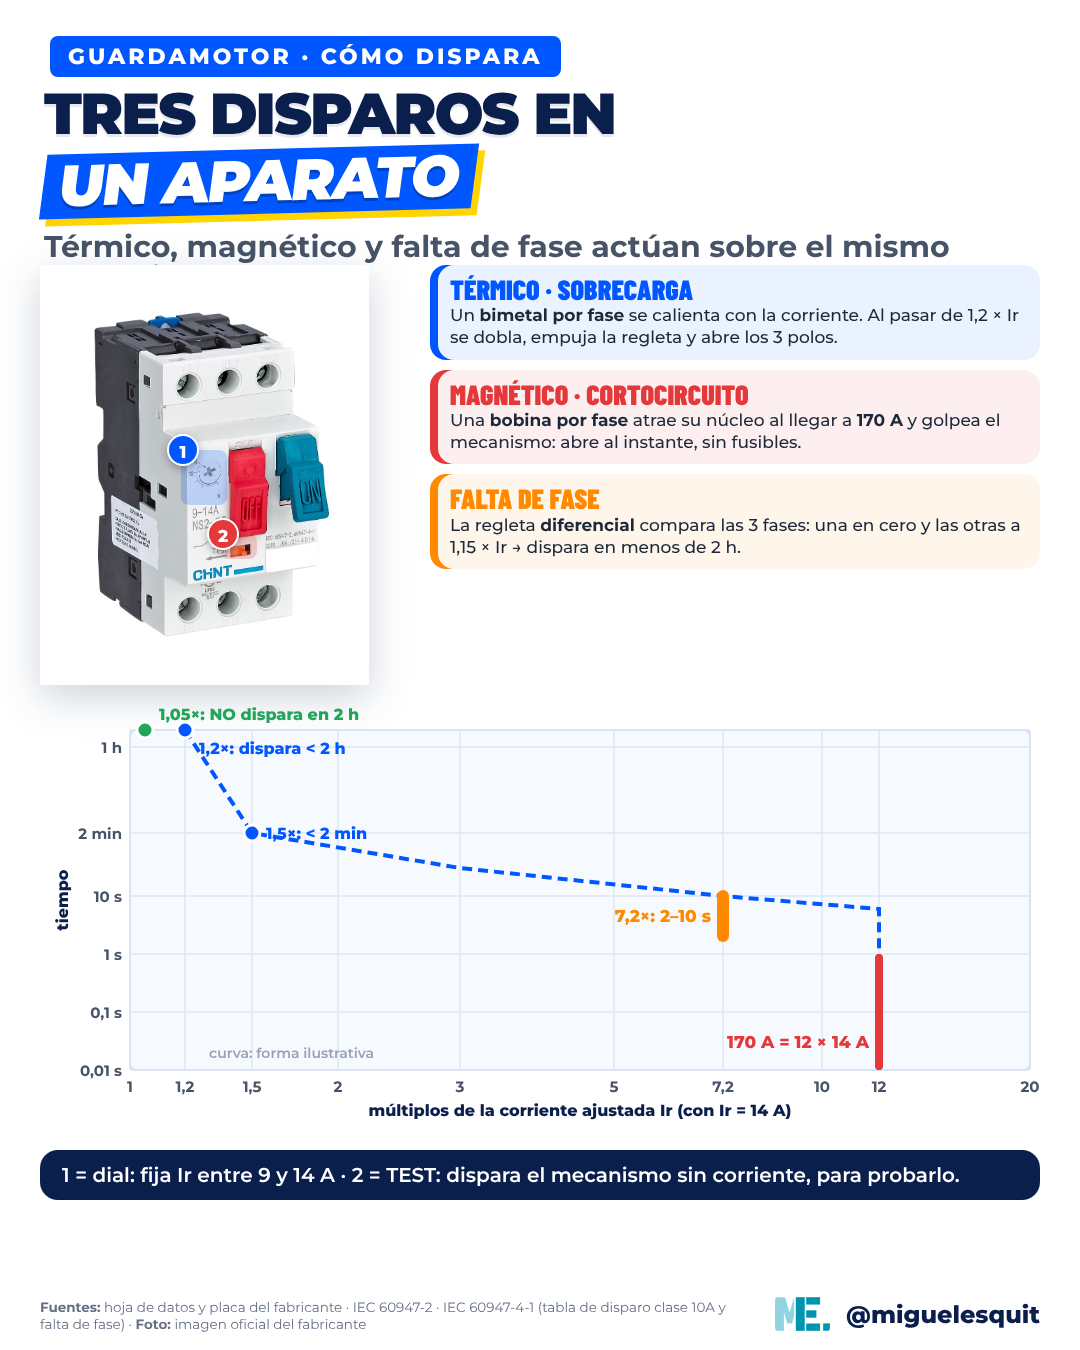 GUARDAMOTOR · CÓMO DISPARA
TRES DISPAROS EN
UN APARATO
Térmico, magnético y falta de fase actúan sobre el mismo
TÉRMICO · SOBRECARGA
Un bimetal por fase se calienta con la corriente. Al pasar de 1,2 × Ir
se dobla, empuja la regleta y abre los 3 polos.
MAGNÉTICO · CORTOCIRCUITO
Una bobina por fase atrae su núcleo al llegar a 170 A y golpea el
mecanismo: abre al instante, sin fusibles.
FALTA DE FASE
La regleta diferencial compara las 3 fases: una en cero y las otras a
1,15 × Ir → dispara en menos de 2 h.
1
9-14A
NS2
2
OFF
ON
CHNT
1,05×: NO dispara en 2 h
1,2×: dispara < 2 h
1,5×: < 2 min
7,2×: 2–10 s
170 A = 12 × 14 A
curva: forma ilustrativa
tiempo
1 h
2 min
10 s
1 s
0,1 s
0,01 s
1 1,2 1,5 2 3 5 7,2 10 12 20
múltiplos de la corriente ajustada Ir (con Ir = 14 A)
1 = dial: fija Ir entre 9 y 14 A · 2 = TEST: dispara el mecanismo sin corriente, para probarlo.
Fuentes: hoja de datos y placa del fabricante · IEC 60947-2 · IEC 60947-4-1 (tabla de disparo clase 10A y
falta de fase) · Foto: imagen oficial del fabricante
ME.
@miguelesquit